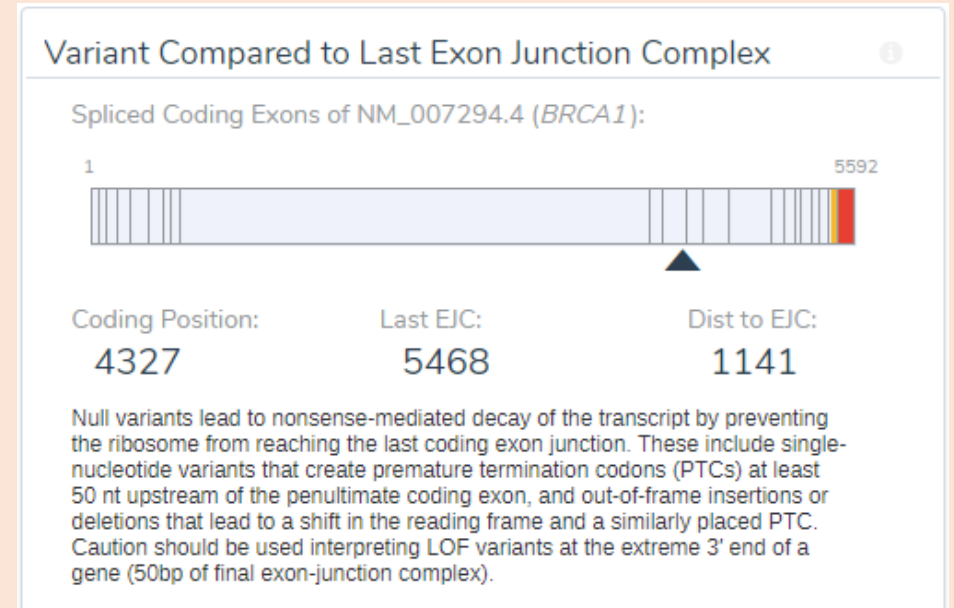 Variant Compared to Last Exon Junction Complex
Spliced Coding Exons of NM_007294.4 (BRCA1):
1 5592
Coding Position: Last EJC: Dist to EJC:
4327 5468 1141
Null variants lead to nonsense-mediated decay of the transcript by preventing
the ribosome from reaching the last coding exon junction. These include single-
nucleotide variants that create premature termination codons (PTCs) at least
50 nt upstream of the penultimate coding exon, and out-of-frame insertions or
deletions that lead to a shift in the reading frame and a similarly placed PTC.
Caution should be used interpreting LOF variants at the extreme 3' end of a
gene (50bp of final exon-junction complex).